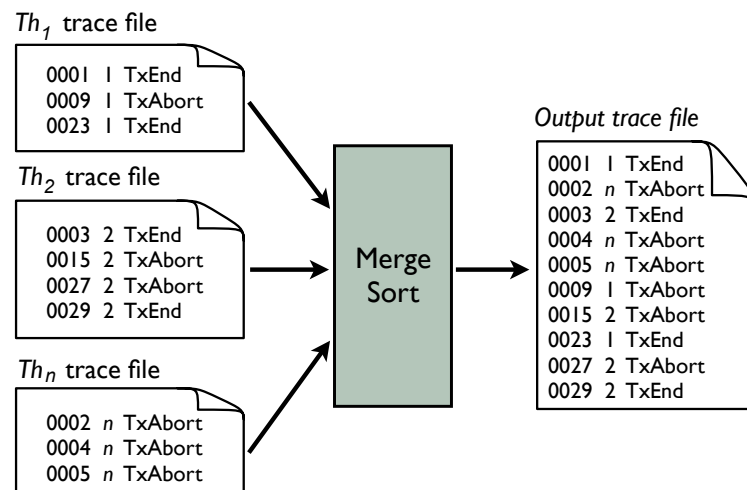 Th1 trace file
0001 1 TxEnd
0009 1 TxAbort
0023 1 TxEnd
Th2 trace file
0003 2 TxEnd
0015 2 TxAbort
0027 2 TxAbort
0029 2 TxEnd
Thn trace file
0002 n TxAbort
0004 n TxAbort
0005 n TxAbort
Merge
Sort
Output trace file
0001 1 TxEnd
0002 n TxAbort
0003 2 TxEnd
0004 n TxAbort
0005 n TxAbort
0009 1 TxAbort
0015 2 TxAbort
0023 1 TxEnd
0027 2 TxAbort
0029 2 TxEnd